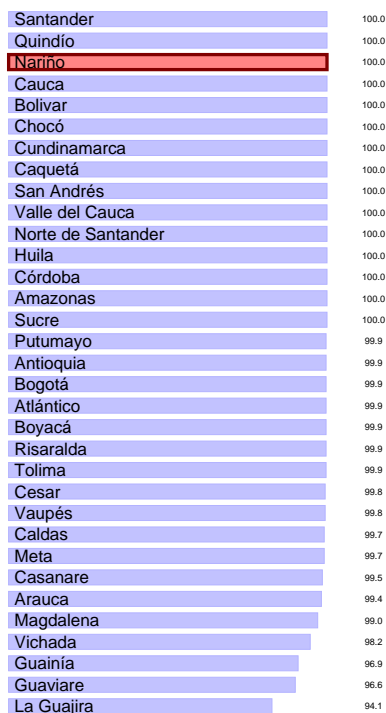 Santander 100.0
Quindío 100.0
Nariño 100.0
Cauca 100.0
Bolivar 100.0
Chocó 100.0
Cundinamarca 100.0
Caquetá 100.0
San Andrés 100.0
Valle del Cauca 100.0
Norte de Santander 100.0
Huila 100.0
Córdoba 100.0
Amazonas 100.0
Sucre 100.0
Putumayo 99.9
Antioquia 99.9
Bogotá 99.9
Atlántico 99.9
Boyacá 99.9
Risaralda 99.9
Tolima 99.9
Cesar 99.8
Vaupés 99.8
Caldas 99.7
Meta 99.7
Casanare 99.5
Arauca 99.4
Magdalena 99.0
Vichada 98.2
Guainía 96.9
Guaviare 96.6
La Guajira 94.1